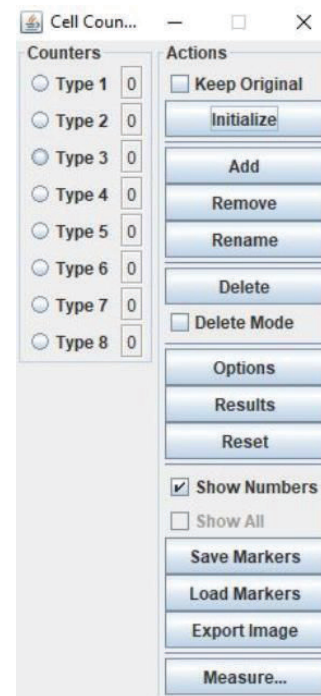 Cell Coun...
Counters
Type 1 0
Type 2 0
Type 3 0
Type 4 0
Type 5 0
Type 6 0
Type 7 0
Type 8 0
Actions
Keep Original
Initialize
Add
Remove
Rename
Delete
Delete Mode
Options
Results
Reset
Show Numbers
Show All
Save Markers
Load Markers
Export Image
Measure...